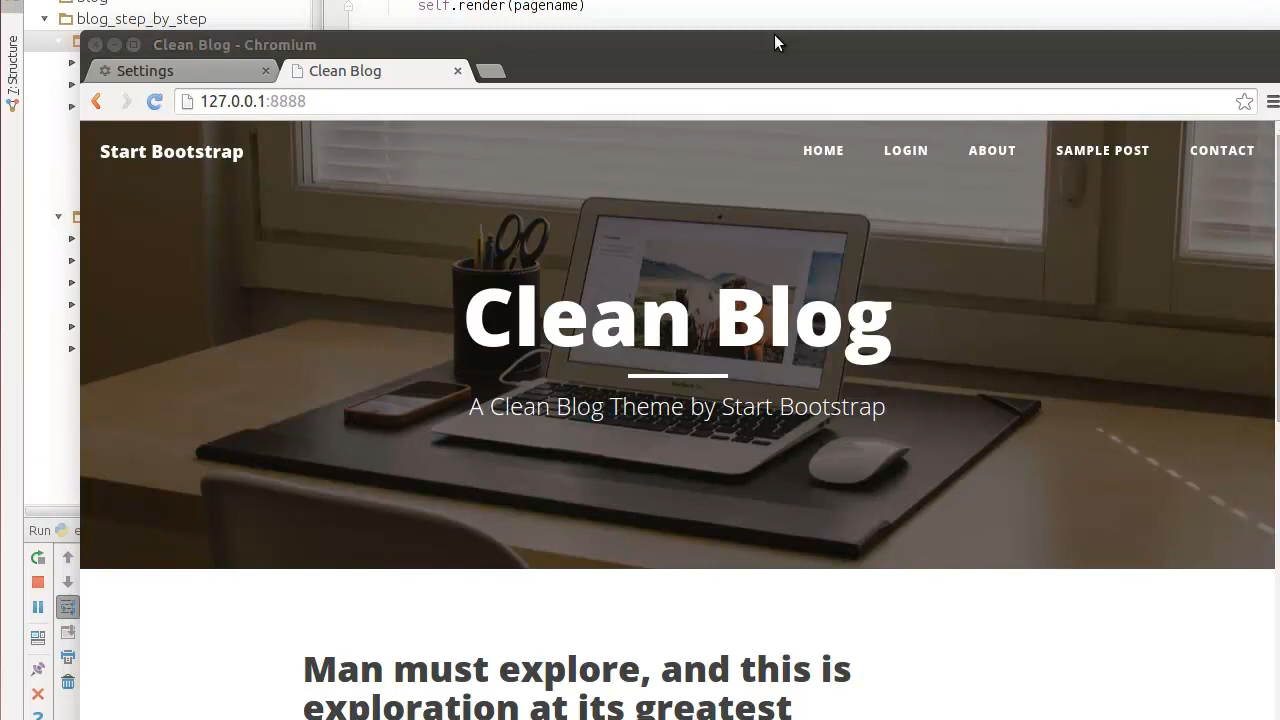 blog
self.render(pagename)
blog_step_by_step
Clean Blog - Chromium
Settings
Clean Blog
7: Structure
127.0.0.1:8888
Start Bootstrap
HOME
LOGIN
ABOUT
SAMPLE POST
CONTACT
Clean Blog
A Clean Blog Theme by Start Bootstrap
Run
Man must explore, and this is
exploration at its greatest